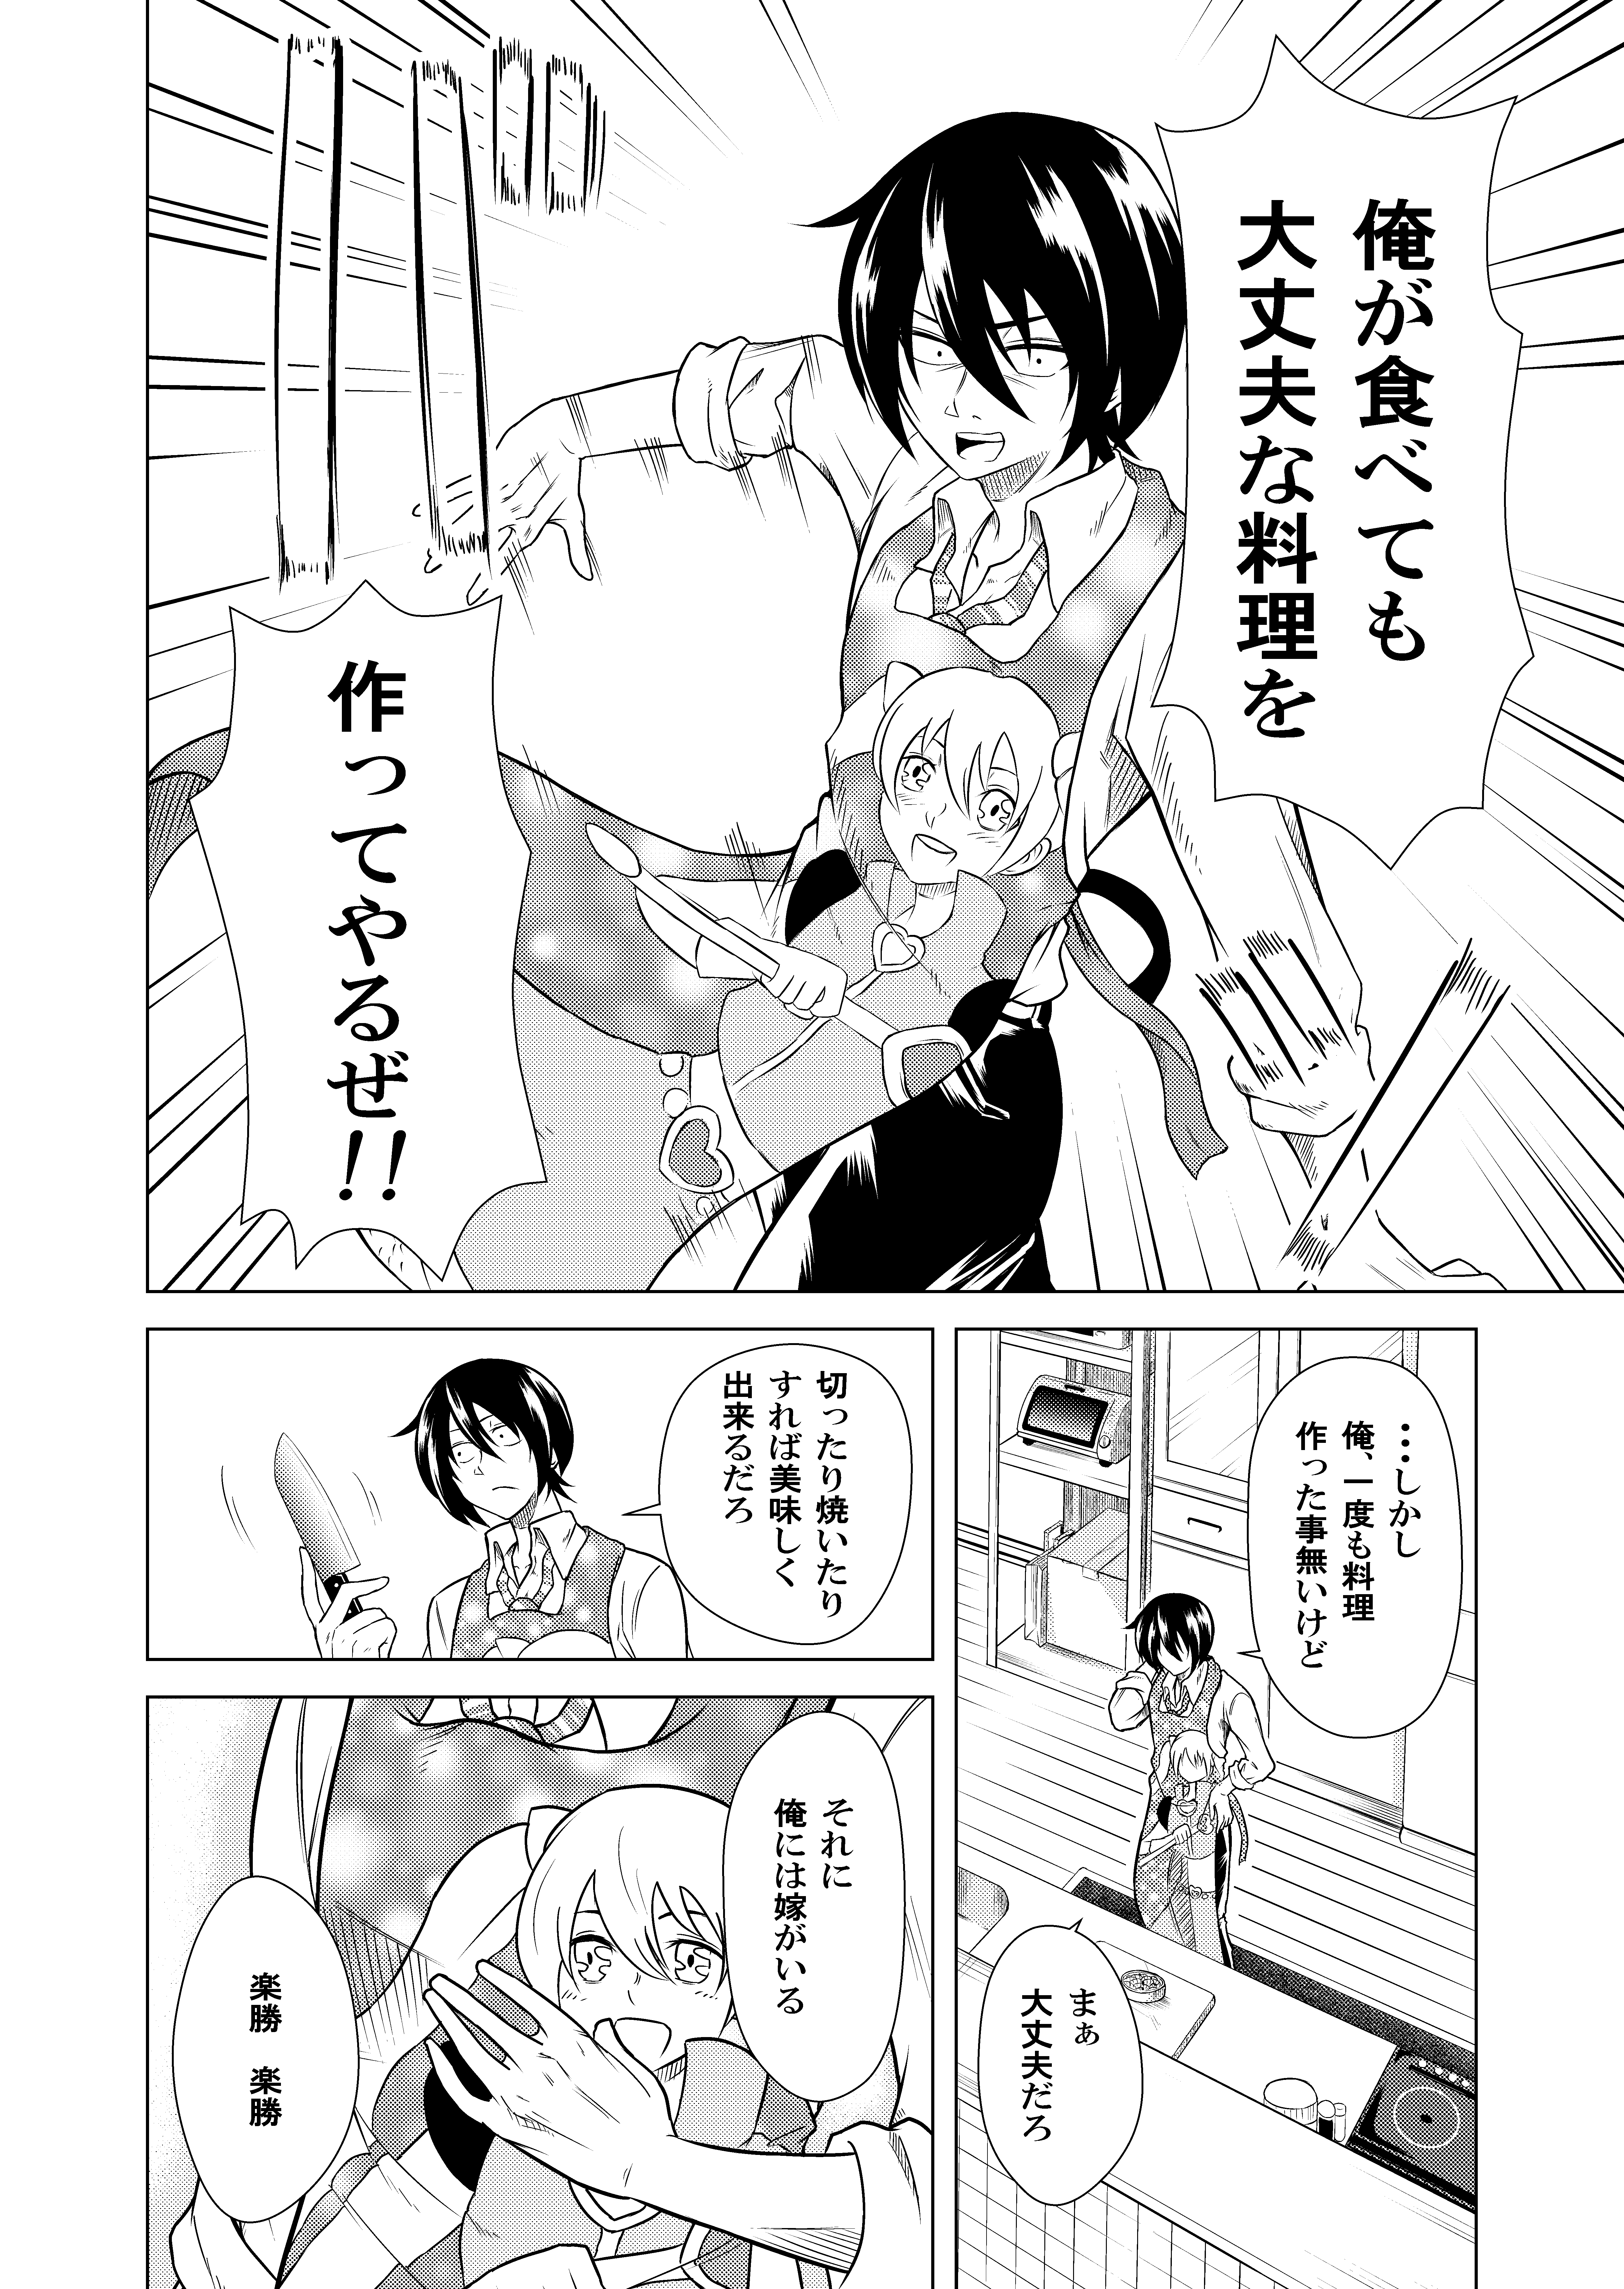 俺が食べても
大丈夫な料理を
作ってやるぜ!!
…しかし
俺、一度も料理
作った事無いけど
まぁ
大丈夫だろ
切ったり焼いたり
すれば美味しく
出来るだろ
それに
俺には嫁がいる
楽勝 楽勝